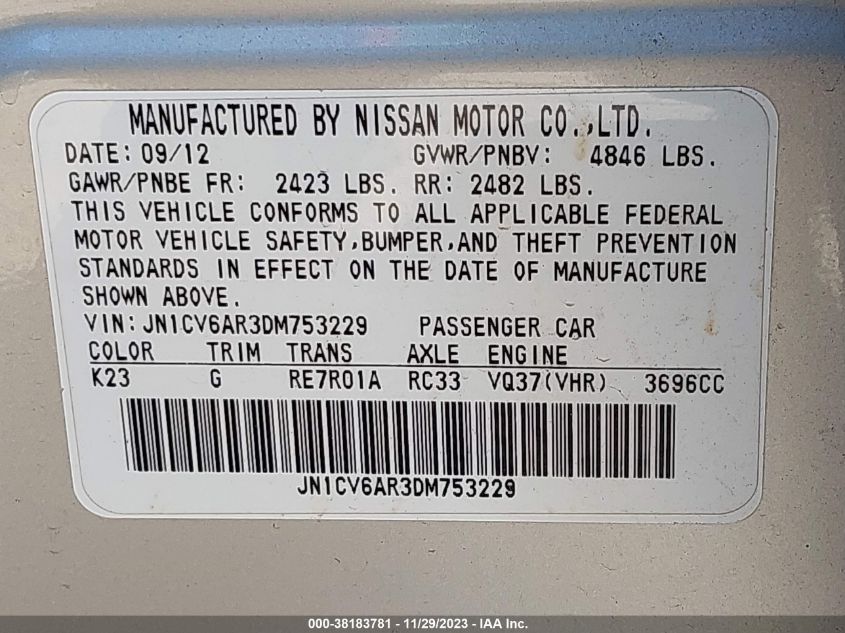 MANUFACTURED BY NISSAN MOTOR CO.,LTD.
DATE: 09/12 GVWR/PNBV: 4846 LBS.
GAWR/PNBE FR: 2423 LBS. RR: 2482 LBS.
THIS VEHICLE CONFORMS TO ALL APPLICABLE FEDERAL
MOTOR VEHICLE SAFETY,BUMPER,AND THEFT PREVENTION
STANDARDS IN EFFECT ON THE DATE OF MANUFACTURE
SHOWN ABOVE.
VIN:JN1CV6AR3DM753229 PASSENGER CAR
COLOR TRIM TRANS AXLE ENGINE
K23 G RE7R01A RC33 VQ37(VHR) 3696CC
JN1CV6AR3DM753229
000-38183781 - 11/29/2023 - IAA Inc.